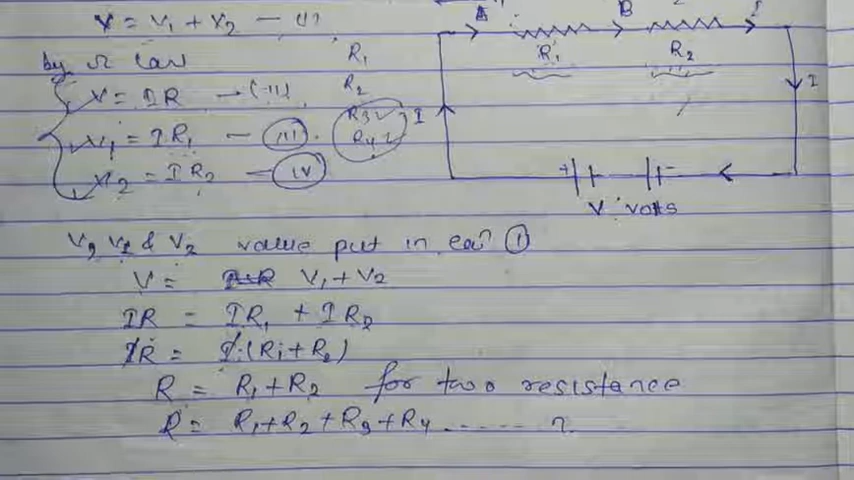 V = V₁ + V₂ — (I)
by Ω Law
V = IR → (II)
V₁ = IR₁ — (III)
V₂ = IR₂ — (IV)
R₁
R₂
R₃
R₄
A B I
R₁ R₂
I
I
+ -
V volts
V, V₁ & V₂ value put in eqn (1)
V = V₁ + V₂
IR = IR₁ + IR₂
IR = I (R₁ + R₂)
R = R₁ + R₂ for two resistance
R = R₁ + R₂ + R₃ + R₄ ------ n